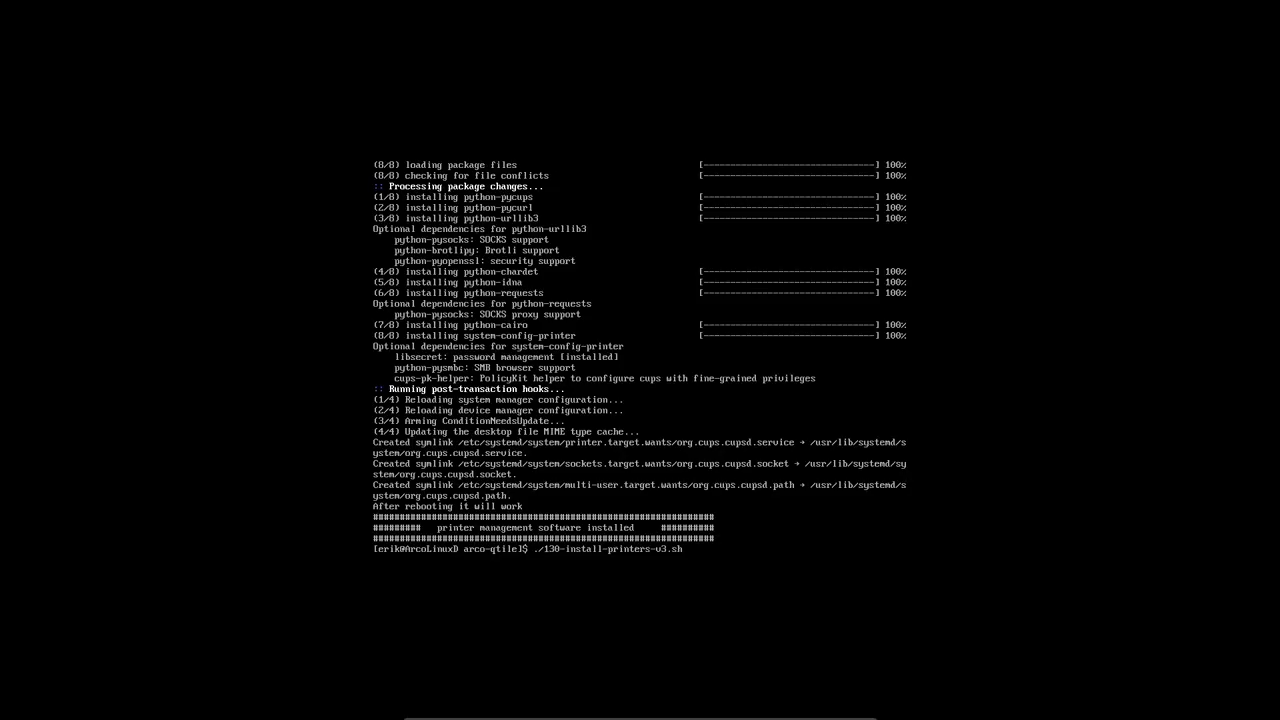 (8/8) loading package files [--------------------------------] 100%
(8/8) checking for file conflicts [--------------------------------] 100%
:: Processing package changes...
(1/8) installing python-pycups [--------------------------------] 100%
(2/8) installing python-pycurl [--------------------------------] 100%
(3/8) installing python-urllib3 [--------------------------------] 100%
Optional dependencies for python-urllib3
    python-pysocks: SOCKS support
    python-brotlipy: Brotli support
    python-pyopenssl: security support
(4/8) installing python-chardet [--------------------------------] 100%
(5/8) installing python-idna [--------------------------------] 100%
(6/8) installing python-requests [--------------------------------] 100%
Optional dependencies for python-requests
    python-pysocks: SOCKS proxy support
(7/8) installing python-cairo [--------------------------------] 100%
(8/8) installing system-config-printer [--------------------------------] 100%
Optional dependencies for system-config-printer
    libsecret: password management [installed]
    python-pysmbc: SMB browser support
    cups-pk-helper: PolicyKit helper to configure cups with fine-grained privileges
:: Running post-transaction hooks...
(1/4) Reloading system manager configuration...
(2/4) Reloading device manager configuration...
(3/4) Arming ConditionNeedsUpdate...
(4/4) Updating the desktop file MIME type cache...
Created symlink /etc/systemd/system/printer.target.wants/org.cups.cupsd.service → /usr/lib/systemd/s
ystem/org.cups.cupsd.service.
Created symlink /etc/systemd/system/sockets.target.wants/org.cups.cupsd.socket → /usr/lib/systemd/sy
stem/org.cups.cupsd.socket.
Created symlink /etc/systemd/system/multi-user.target.wants/org.cups.cupsd.path → /usr/lib/systemd/s
ystem/org.cups.cupsd.path.
After rebooting it will work
################################################################
#########   printer management software installed     ##########
################################################################
[erik@ArcoLinuxD arco-qtile]$ ./130-install-printers-v3.sh